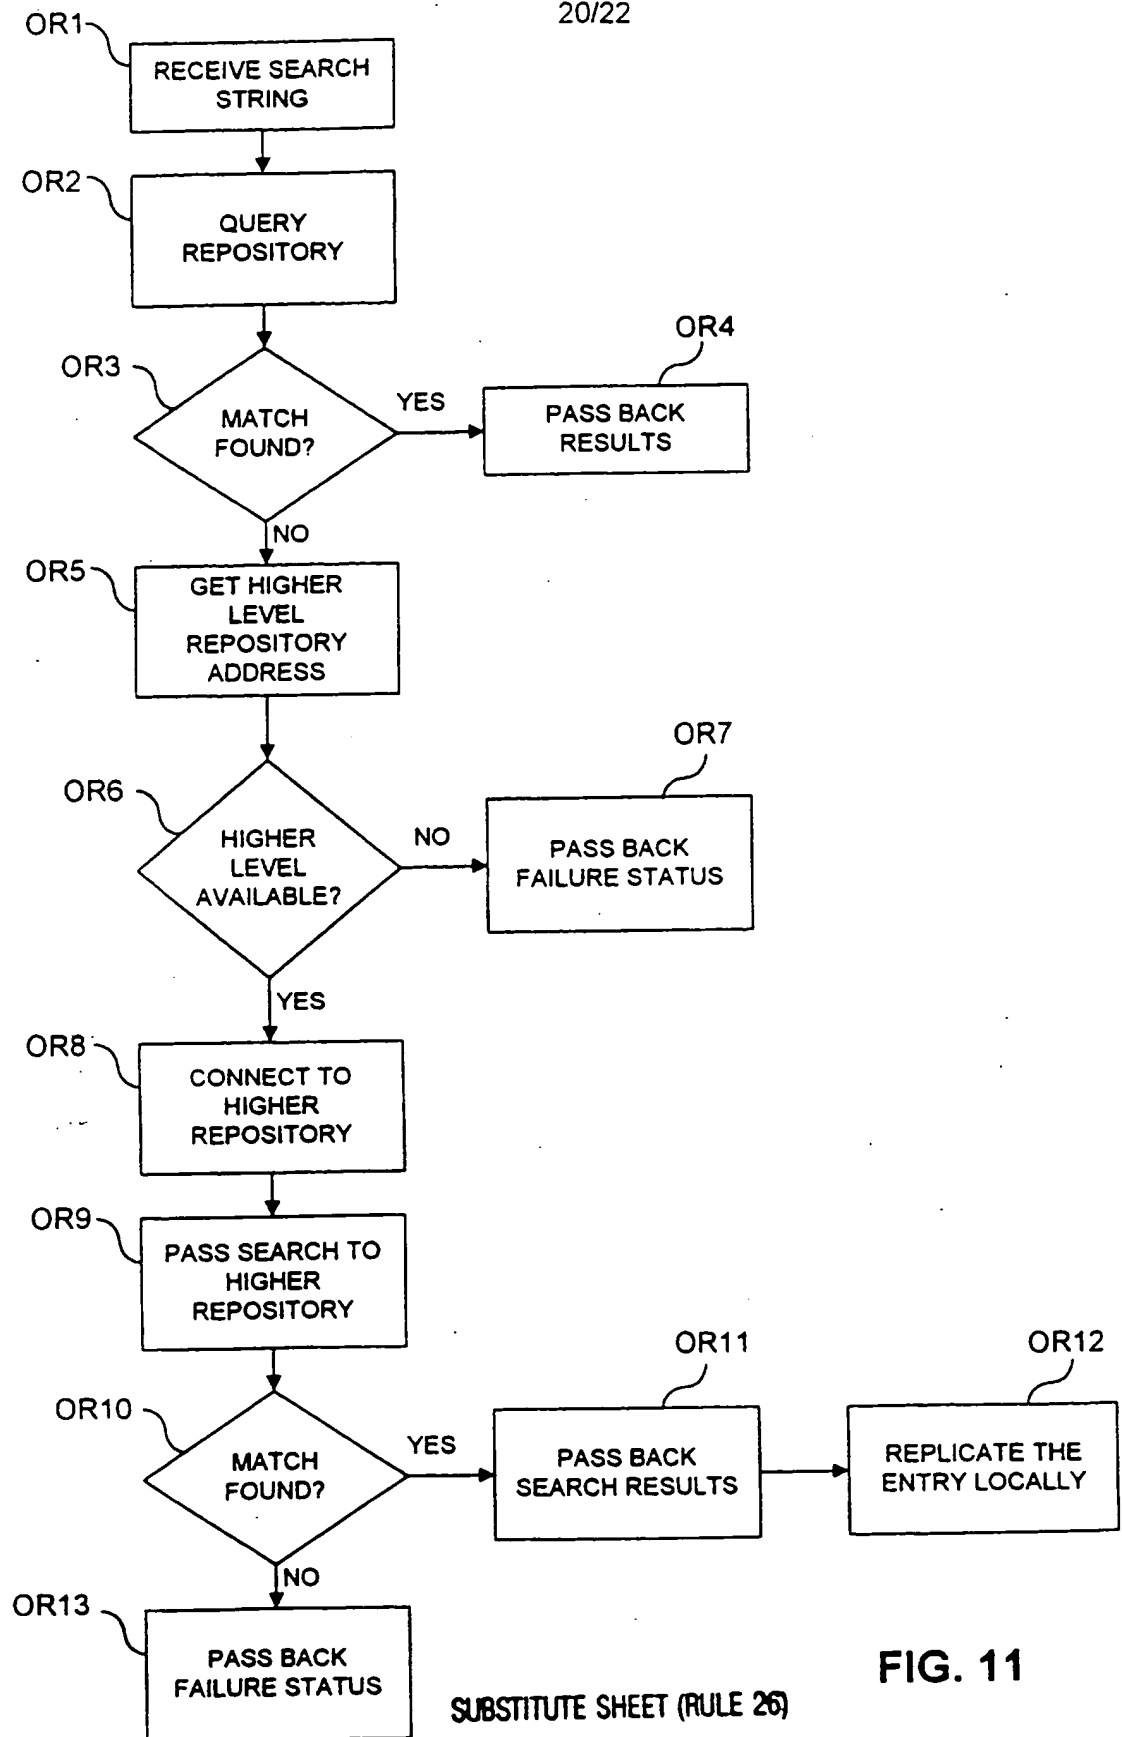 20/22
OR1
RECEIVE SEARCH
STRING
OR2
QUERY
REPOSITORY
OR3
MATCH
FOUND?
YES
OR4
PASS BACK
RESULTS
NO
OR5
GET HIGHER
LEVEL
REPOSITORY
ADDRESS
OR6
HIGHER
LEVEL
AVAILABLE?
NO
OR7
PASS BACK
FAILURE STATUS
YES
OR8
CONNECT TO
HIGHER
REPOSITORY
OR9
PASS SEARCH TO
HIGHER
REPOSITORY
OR10
MATCH
FOUND?
YES
OR11
PASS BACK
SEARCH RESULTS
OR12
REPLICATE THE
ENTRY LOCALLY
NO
OR13
PASS BACK
FAILURE STATUS
FIG. 11
SUBSTITUTE SHEET (RULE 26)